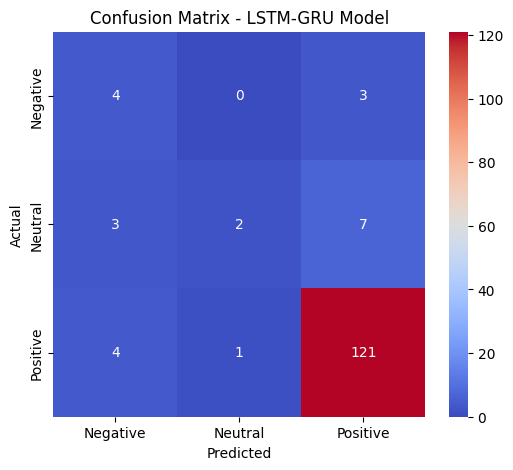 Confusion Matrix - LSTM-GRU Model
Actual
Negative
4 0 3
Neutral
3 2 7
Positive
4 1 121
Negative Neutral Positive
Predicted
120
100
80
60
40
20
0